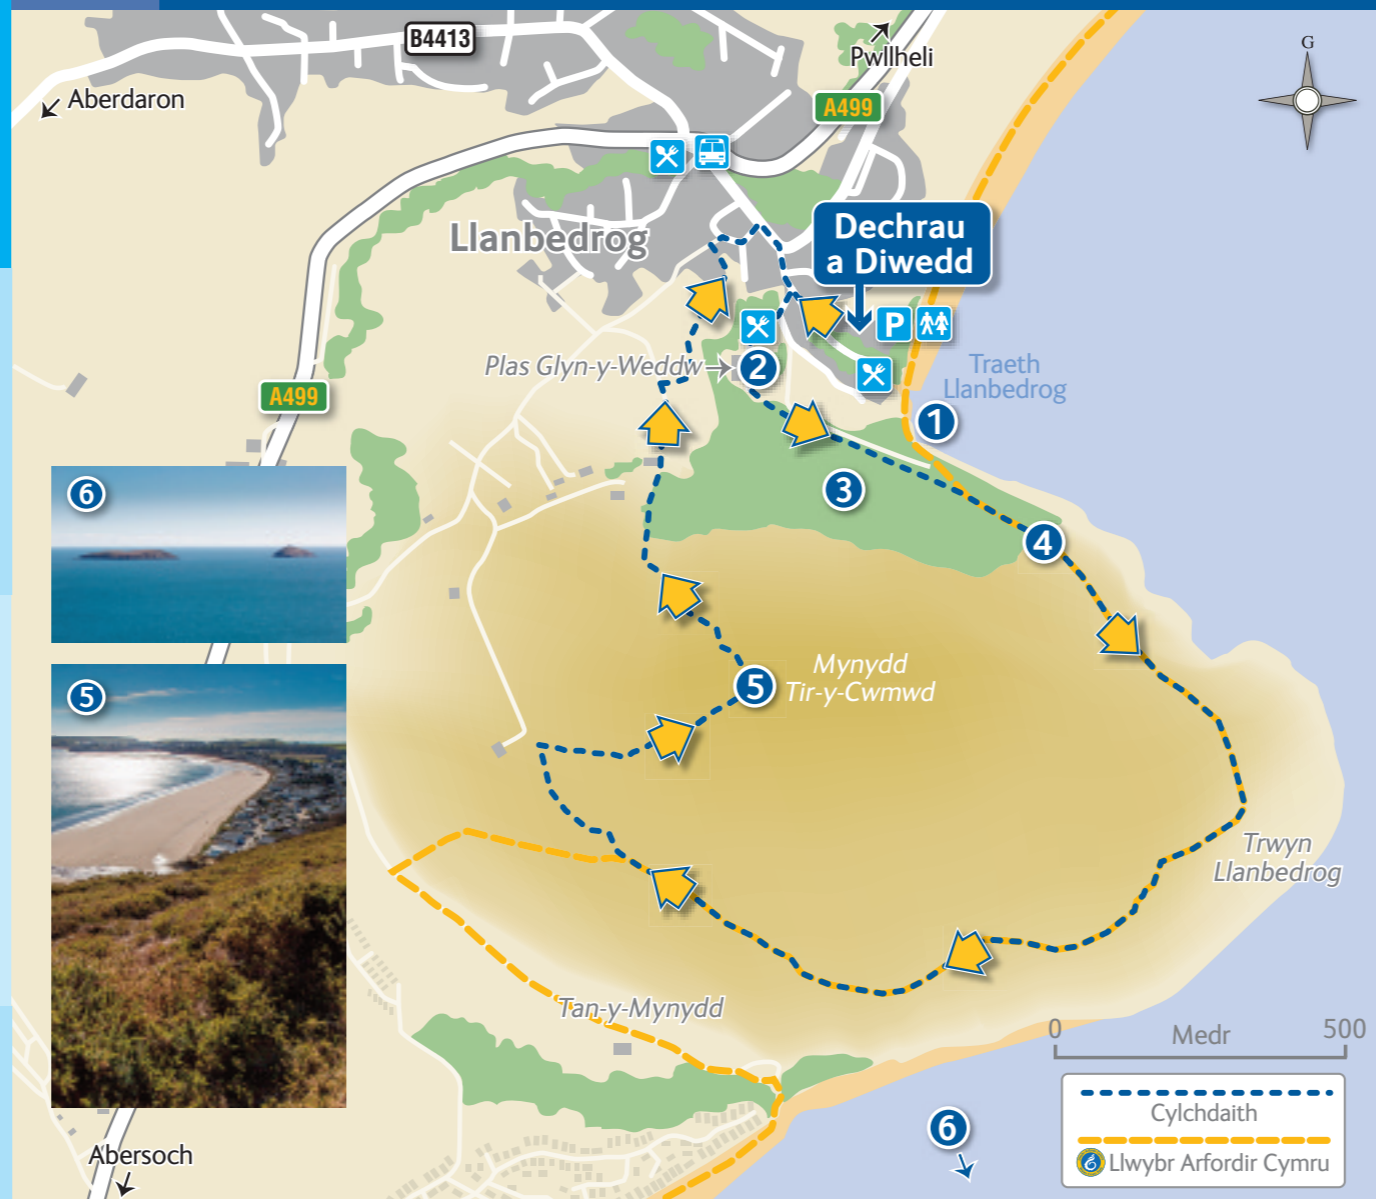 B4413
Pwllheli
G
Aberdaron
A499
Llanbedrog
Dechrau
a Diwedd
P
Plas Glyn-y-Weddw
2
Traeth
Llanbedrog
A499
1
3
6
4
Mynydd
Tir-y-Cwmwd
5
5
Trwyn
Llanbedrog
Tan-y-Mynydd
0 Medr 500
6
Cylchdaith
Llwybr Arfordir Cymru
Abersoch